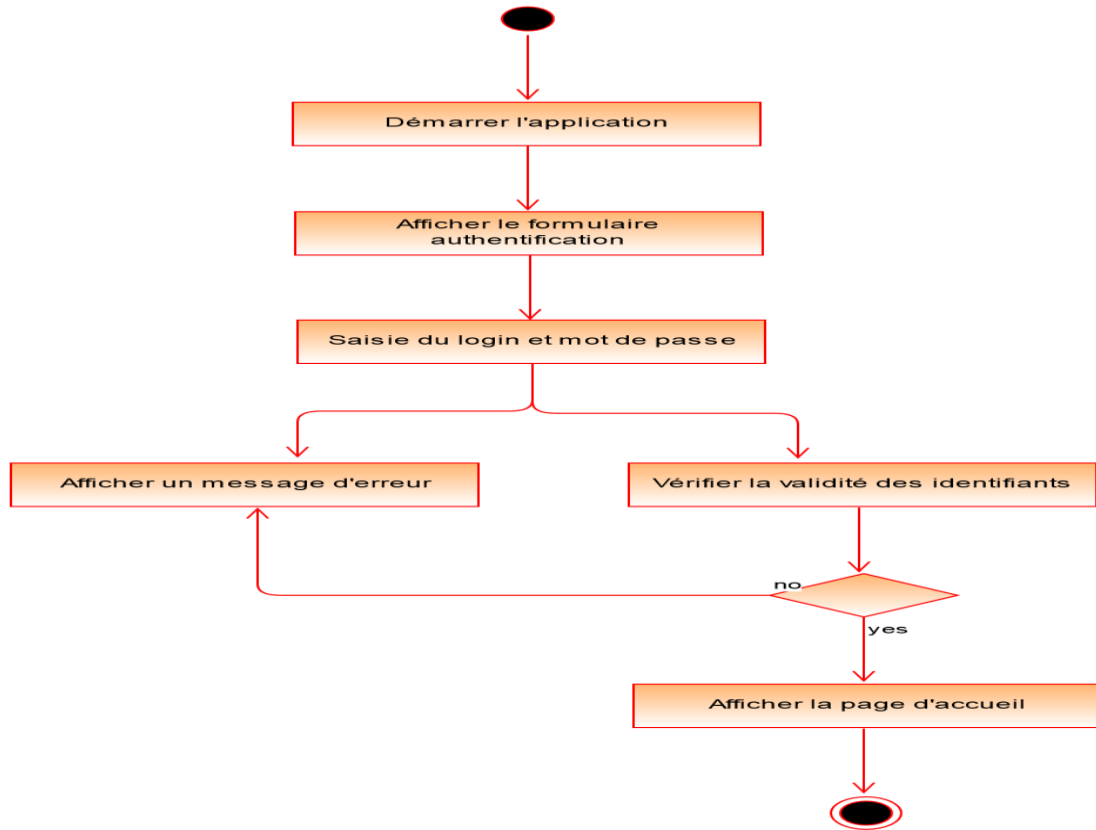 Démarrer l'application
Afficher le formulaire
authentification
Saisie du login et mot de passe
Afficher un message d'erreur
Vérifier la validité des identifiants
no
yes
Afficher la page d'accueil